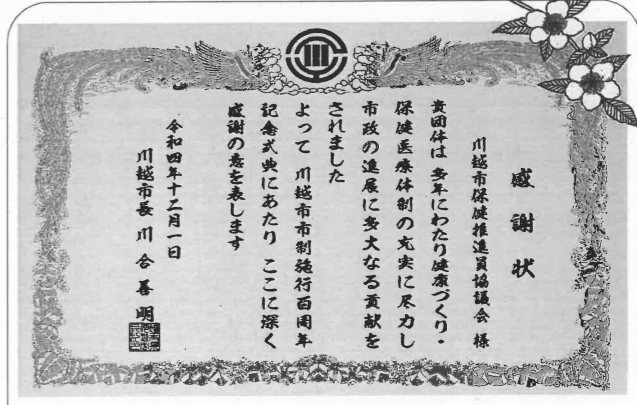 感謝状
川越市保健推進員協議会 様
貴団体は 多年にわたり健康づくり・
保健医療体制の充実に尽力し
市政の進展に多大なる貢献を
されました
よって 川越市市制施行百周年
記念式典にあたり ここに深く
感謝の意を表します
令和四年十二月一日
川越市長 川合善明